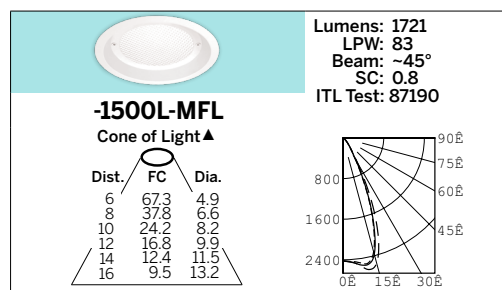 Lumens: 1721
LPW: 83
Beam: ~45°
SC: 0.8
ITL Test: 87190
-1500L-MFL
Cone of Light▲
Dist. FC Dia.
6 67.3 4.9
8 37.8 6.6
10 24.2 8.2
12 16.8 9.9
14 12.4 11.5
16 9.5 13.2
90Ê
75Ê
60Ê
45Ê
800
1600
2400
0Ê 15Ê 30Ê